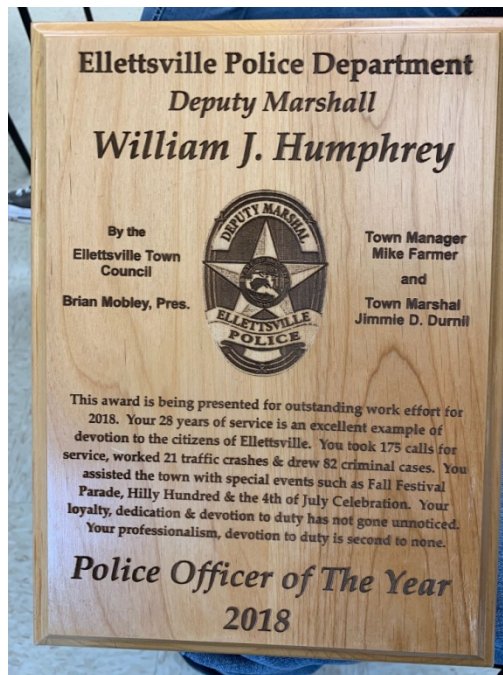 Ellettsville Police Department
Deputy Marshall
William J. Humphrey
By the
Ellettsville Town
Council
Brian Mobley, Pres.
DEPUTY MARSHAL
ELLETTSVILLE
POLICE
Town Manager
Mike Farmer
and
Town Marshal
Jimmie D. Durnil
This award is being presented for outstanding work effort for
2018. Your 28 years of service is an excellent example of
devotion to the citizens of Ellettsville. You took 175 calls for
service, worked 21 traffic crashes & drew 82 criminal cases. You
assisted the town with special events such as Fall Festival
Parade, Hilly Hundred & the 4th of July Celebration. Your
loyalty, dedication & devotion to duty has not gone unnoticed.
Your professionalism, devotion to duty is second to none.
Police Officer of The Year
2018